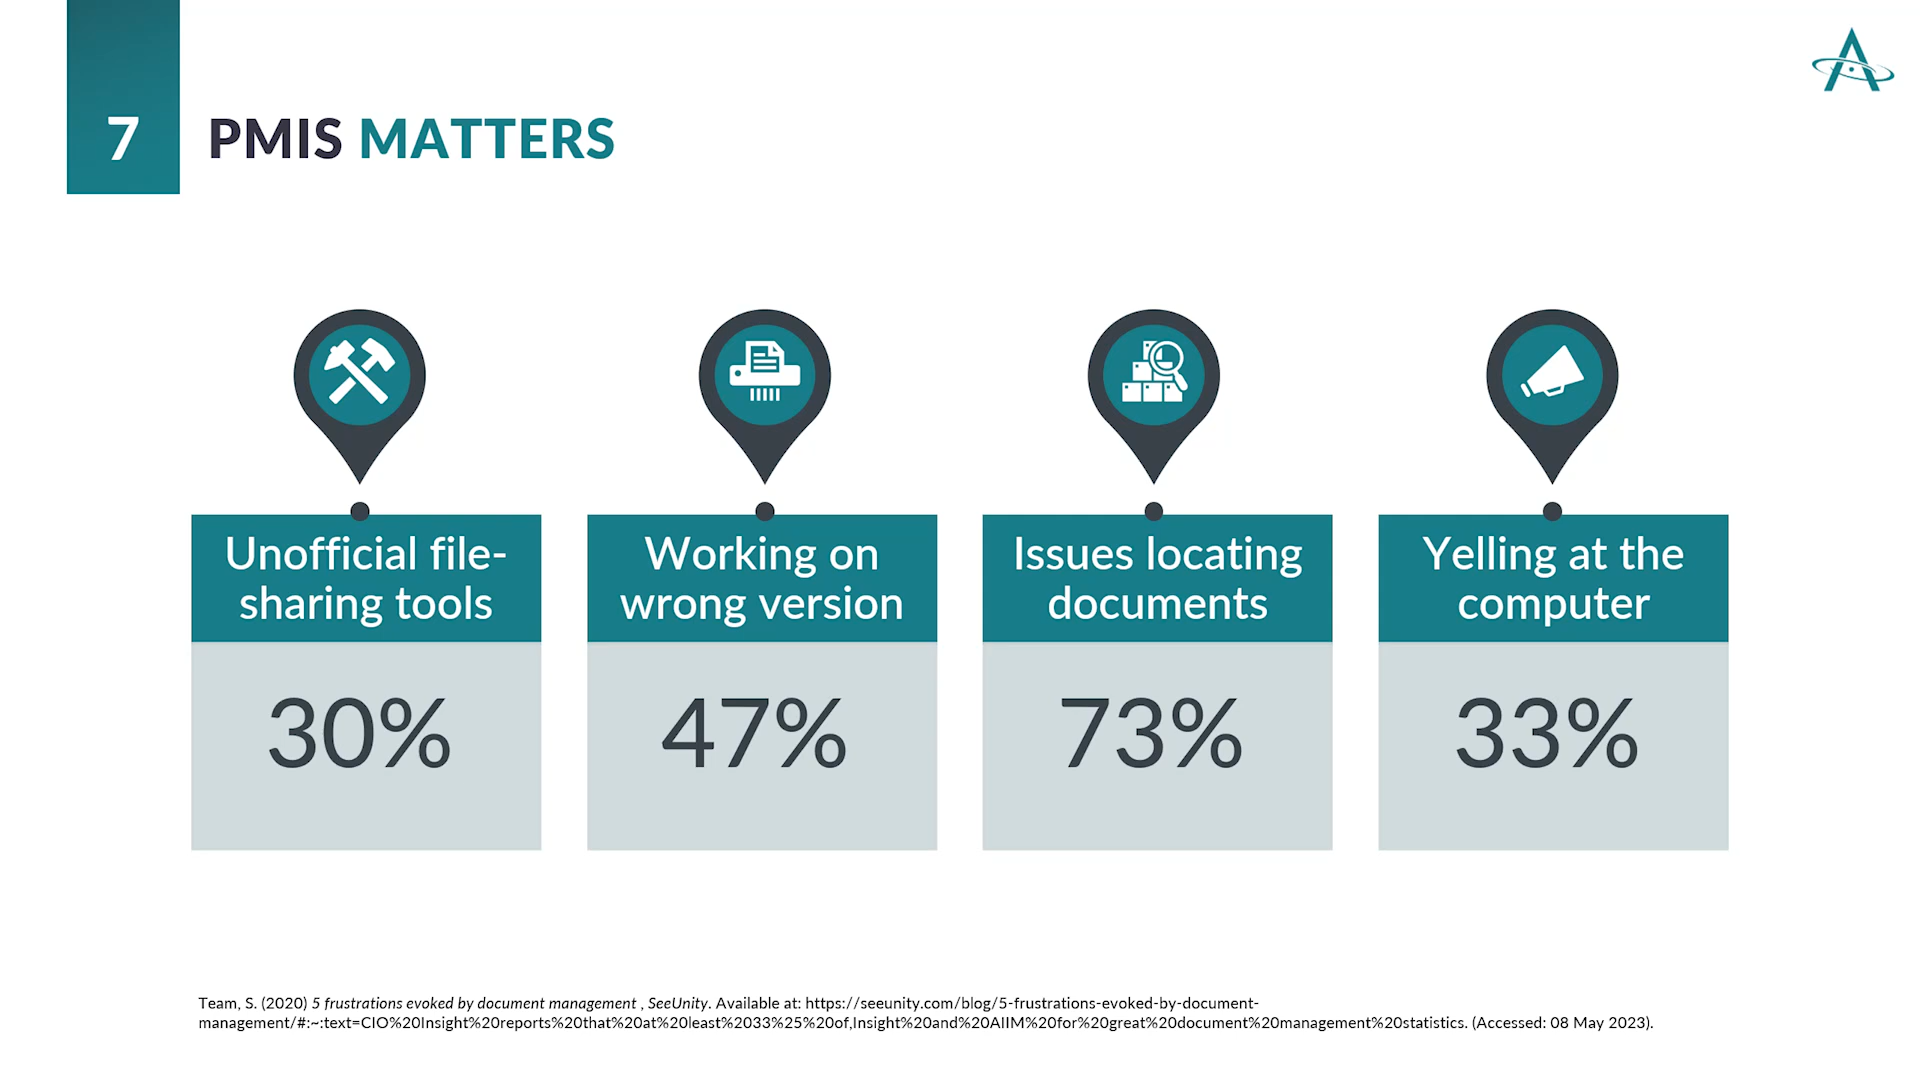 7
PMIS MATTERS
Unofficial file-
sharing tools
30%
Working on
wrong version
47%
Issues locating
documents
73%
Yelling at the
computer
33%
Team, S. (2020) 5 frustrations evoked by document management , SeeUnity. Available at: https://seeunity.com/blog/5-frustrations-evoked-by-document-
management/#:~:text=CIO%20Insight%20reports%20that%20at%20least%2033%25%20of,Insight%20and%20AIIM%20for%20great%20document%20management%20statistics. (Accessed: 08 May 2023).